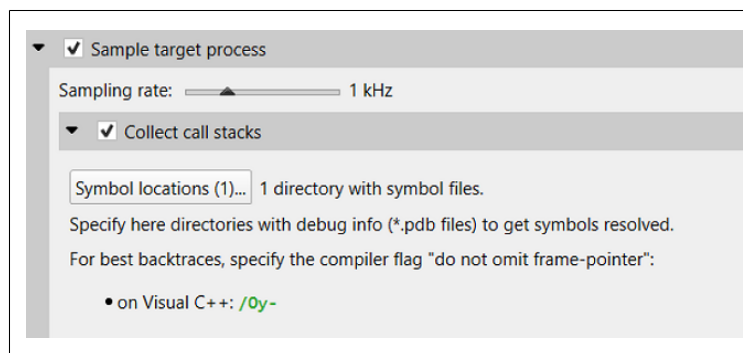 Sample target process
Sampling rate: 1 kHz
Collect call stacks
Symbol locations (1)... 1 directory with symbol files.
Specify here directories with debug info (*.pdb files) to get symbols resolved.
For best backtraces, specify the compiler flag "do not omit frame-pointer":
• on Visual C++: /Oy-